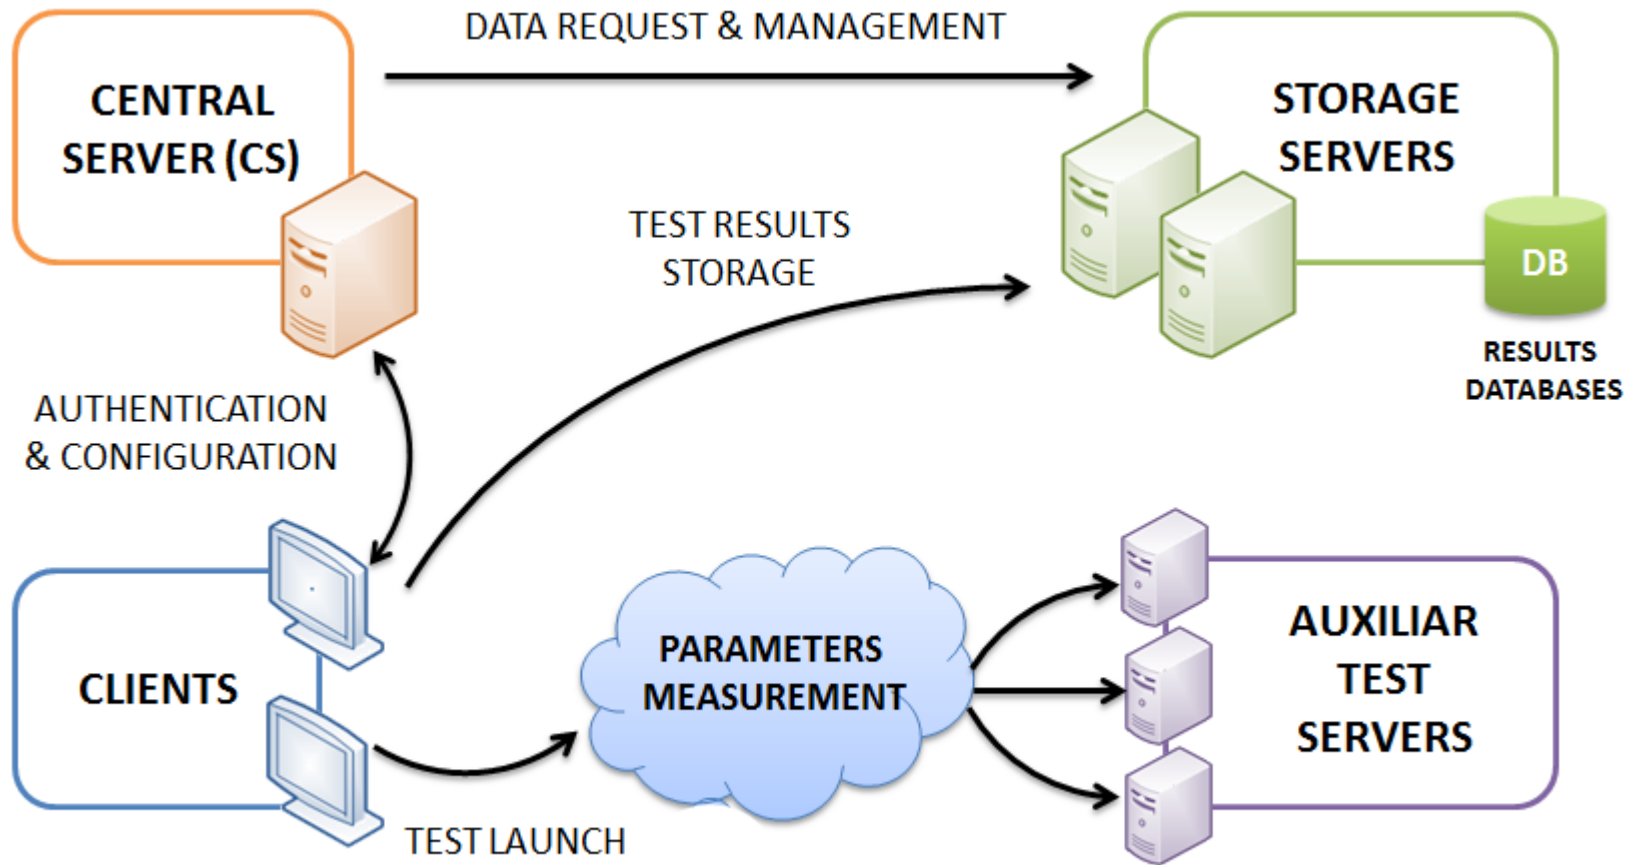 DATA REQUEST & MANAGEMENT
CENTRAL
SERVER (CS)
STORAGE
SERVERS
TEST RESULTS
STORAGE
DB
RESULTS
DATABASES
AUTHENTICATION
& CONFIGURATION
CLIENTS
PARAMETERS
MEASUREMENT
AUXILIAR
TEST
SERVERS
TEST LAUNCH